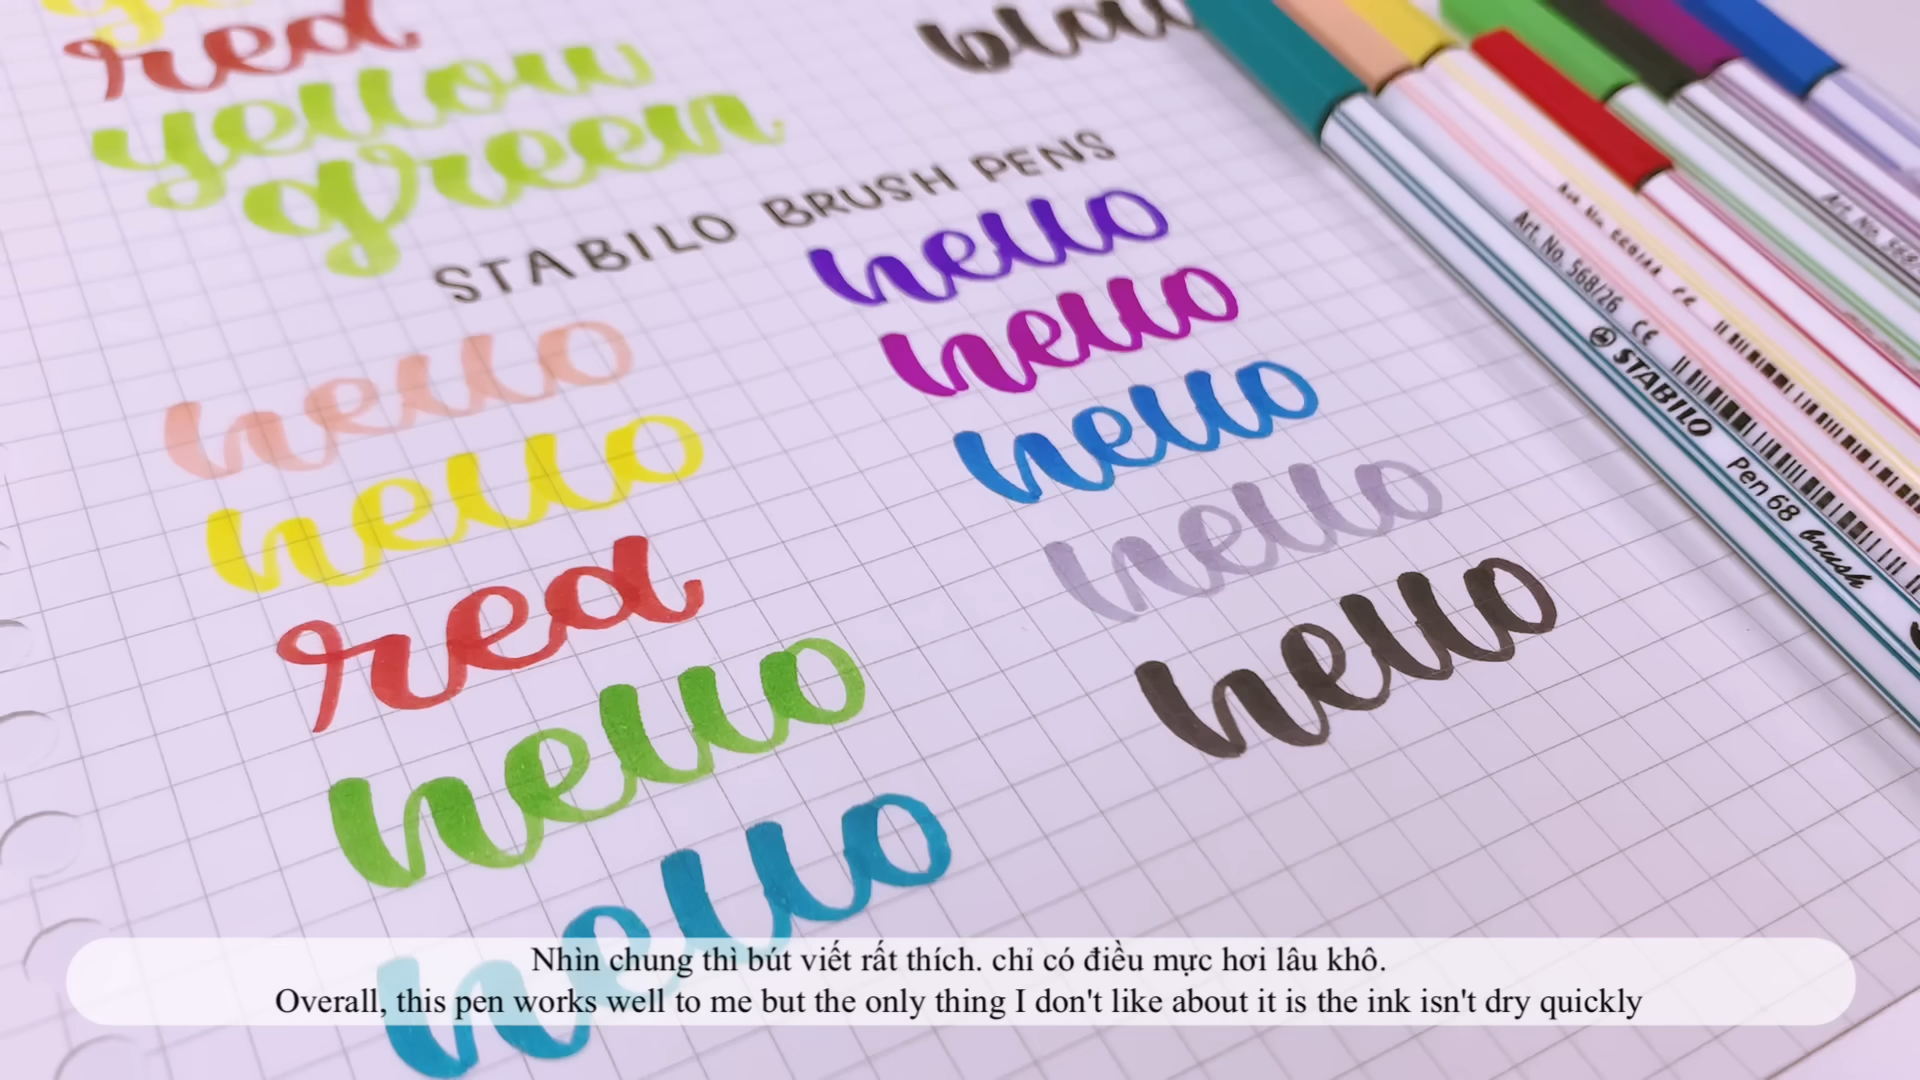 red
yellow
green
STABILO BRUSH PENS
hello
hello
red
hello
hello
hello
hello
hello
hello
hello
Art. No. 568/26 CE
STABILO Pen 68 brush
Nhìn chung thì bút viết rất thích. chỉ có điều mực hơi lâu khô.
Overall, this pen works well to me but the only thing I don't like about it is the ink isn't dry quickly